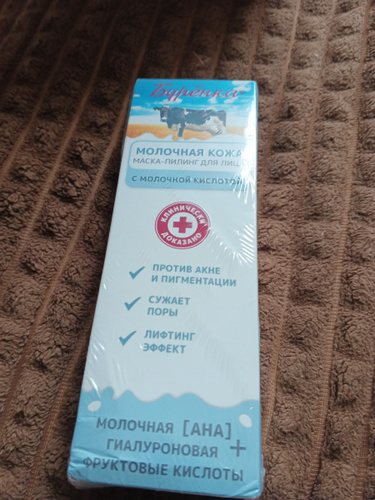 Бурёнка
МОЛОЧНАЯ КОЖА
МАСКА-ПИЛИНГ ДЛЯ ЛИЦА
С МОЛОЧНОЙ КИСЛОТОЙ
КЛИНИЧЕСКИ
ДОКАЗАНО
ПРОТИВ АКНЕ
И ПИГМЕНТАЦИИ
СУЖАЕТ
ПОРЫ
ЛИФТИНГ
ЭФФЕКТ
МОЛОЧНАЯ [АНА] +
ГИАЛУРОНОВАЯ
ФРУКТОВЫЕ КИСЛОТЫ